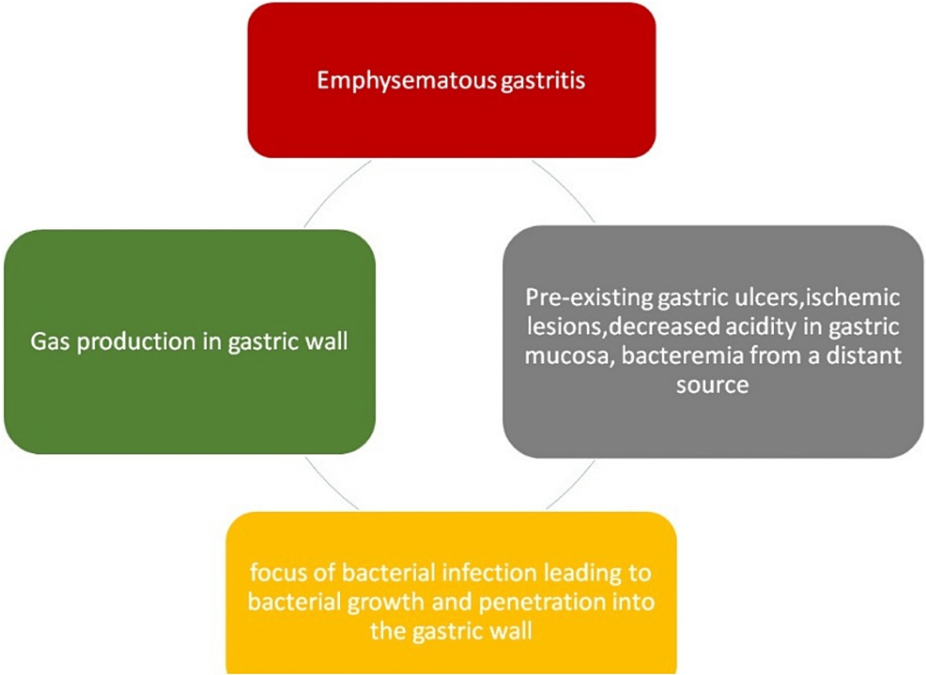 Emphysematous gastritis
Gas production in gastric wall
Pre-existing gastric ulcers,ischemic
lesions,decreased acidity in gastric
mucosa, bacteremia from a distant
source
focus of bacterial infection leading to
bacterial growth and penetration into
the gastric wall